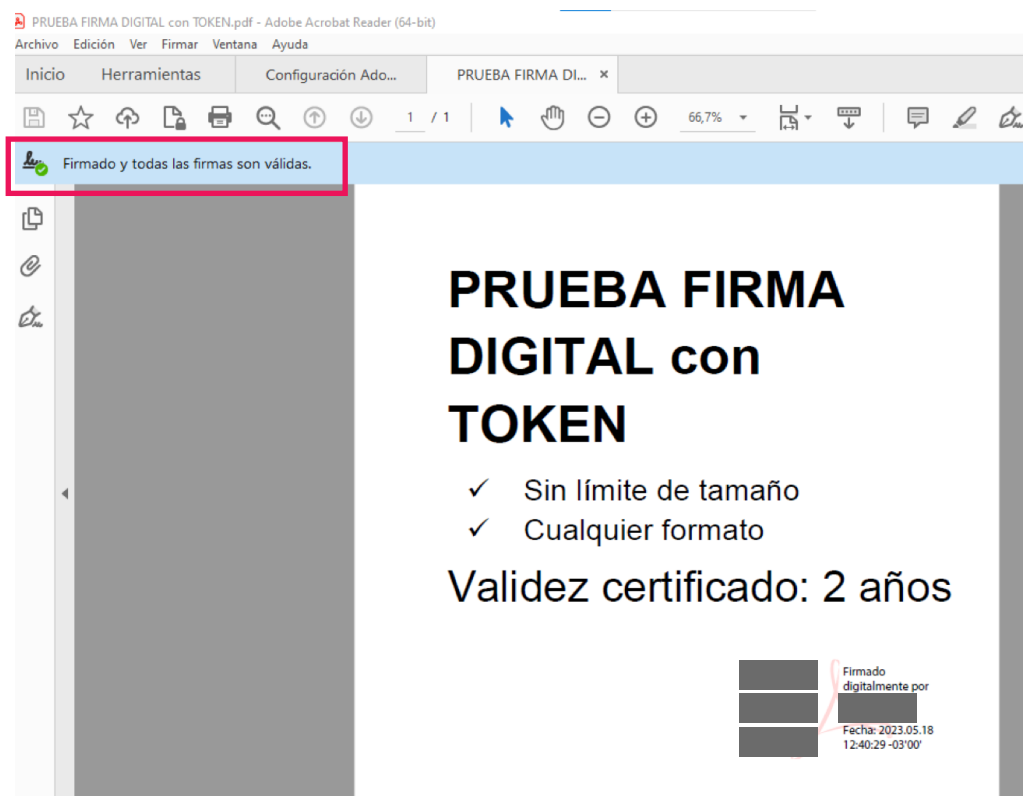 PRUEBA FIRMA DIGITAL con TOKEN.pdf - Adobe Acrobat Reader (64-bit)
Archivo Edición Ver Firmar Ventana Ayuda
Inicio Herramientas Configuración Ado... PRUEBA FIRMA DI... ×
1 / 1 66,7%
Firmado y todas las firmas son válidas.
PRUEBA FIRMA
DIGITAL con
TOKEN
✓ Sin límite de tamaño
✓ Cualquier formato
Validez certificado: 2 años
Firmado
digitalmente por
Fecha: 2023.05.18
12:40:29 -03'00'